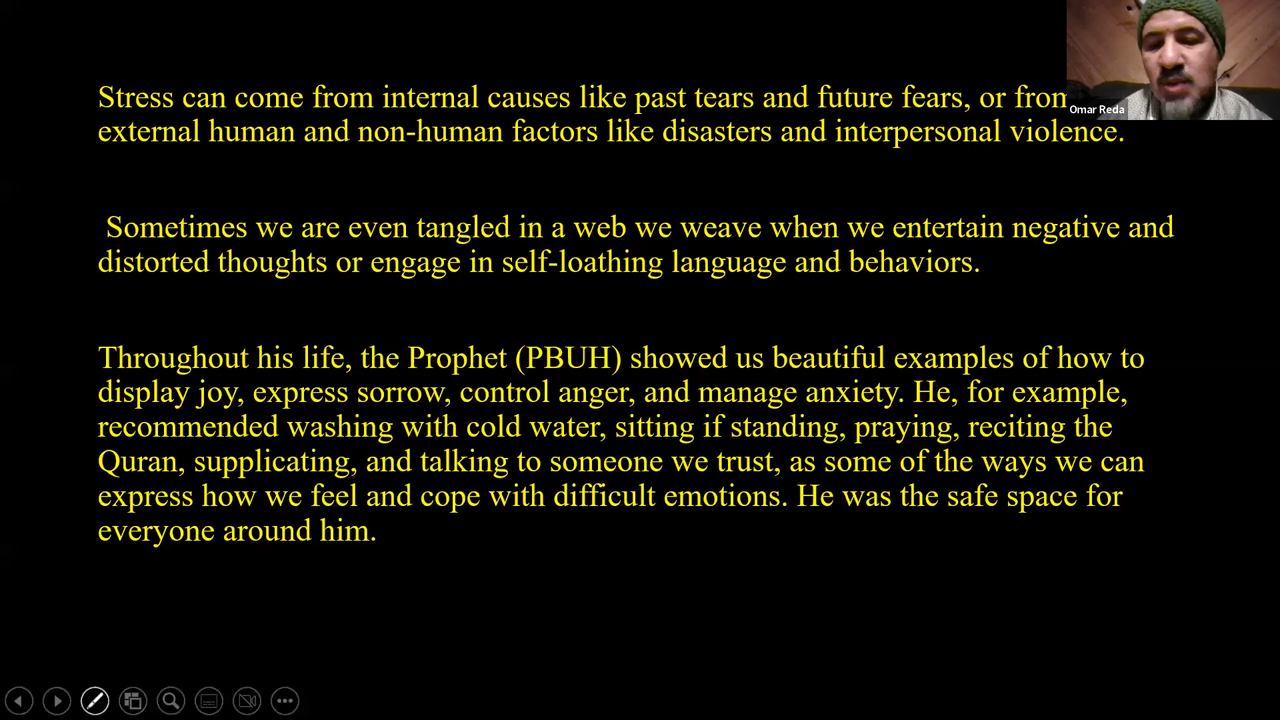 Stress can come from internal causes like past tears and future fears, or from
external human and non-human factors like disasters and interpersonal violence.
Omar Reda
Sometimes we are even tangled in a web we weave when we entertain negative and
distorted thoughts or engage in self-loathing language and behaviors.
Throughout his life, the Prophet (PBUH) showed us beautiful examples of how to
display joy, express sorrow, control anger, and manage anxiety. He, for example,
recommended washing with cold water, sitting if standing, praying, reciting the
Quran, supplicating, and talking to someone we trust, as some of the ways we can
express how we feel and cope with difficult emotions. He was the safe space for
everyone around him.